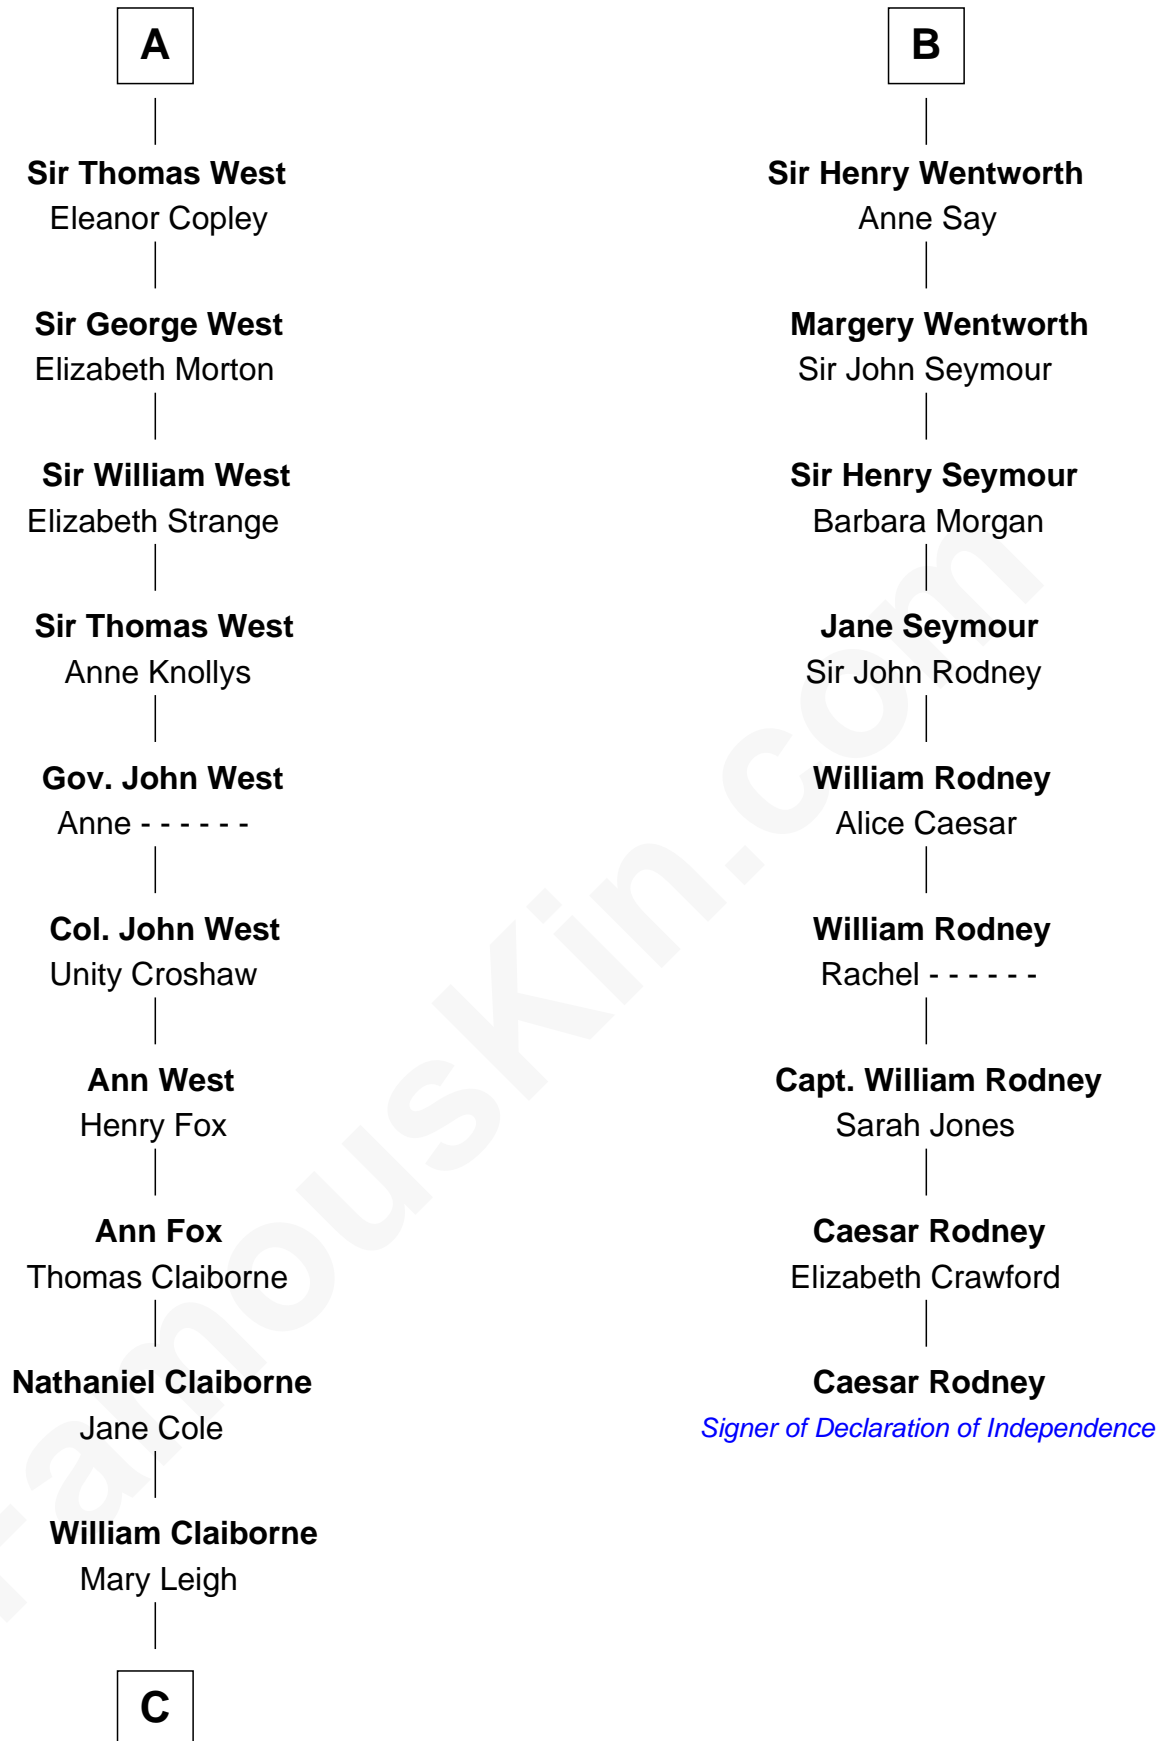 A
Sir Thomas West
Eleanor Copley
Sir George West
Elizabeth Morton
Sir William West
Elizabeth Strange
Sir Thomas West
Anne Knollys
Gov. John West
Anne - - - - - -
Col. John West
Unity Croshaw
Ann West
Henry Fox
Ann Fox
Thomas Claiborne
Nathaniel Claiborne
Jane Cole
William Claiborne
Mary Leigh
C
B
Sir Henry Wentworth
Anne Say
Margery Wentworth
Sir John Seymour
Sir Henry Seymour
Barbara Morgan
Jane Seymour
Sir John Rodney
William Rodney
Alice Caesar
William Rodney
Rachel - - - - - -
Capt. William Rodney
Sarah Jones
Caesar Rodney
Elizabeth Crawford
Caesar Rodney
Signer of Declaration of Independence
FamousKin.com